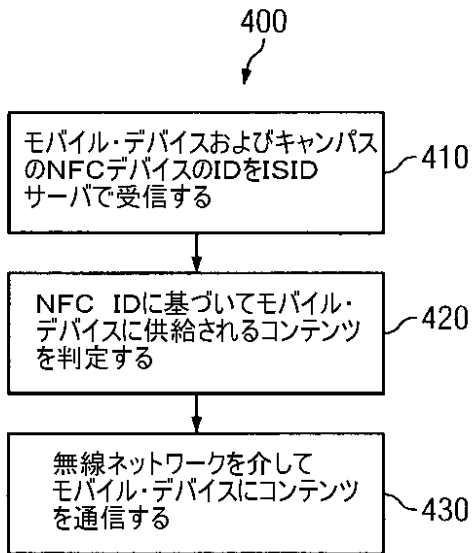 400
モバイル・デバイスおよびキャンパス
のNFCデバイスのIDをISID
サーバで受信する
410
NFC IDに基づいてモバイル・
デバイスに供給されるコンテンツ
を判定する
420
無線ネットワークを介して
モバイル・デバイスにコンテンツ
を通信する
430